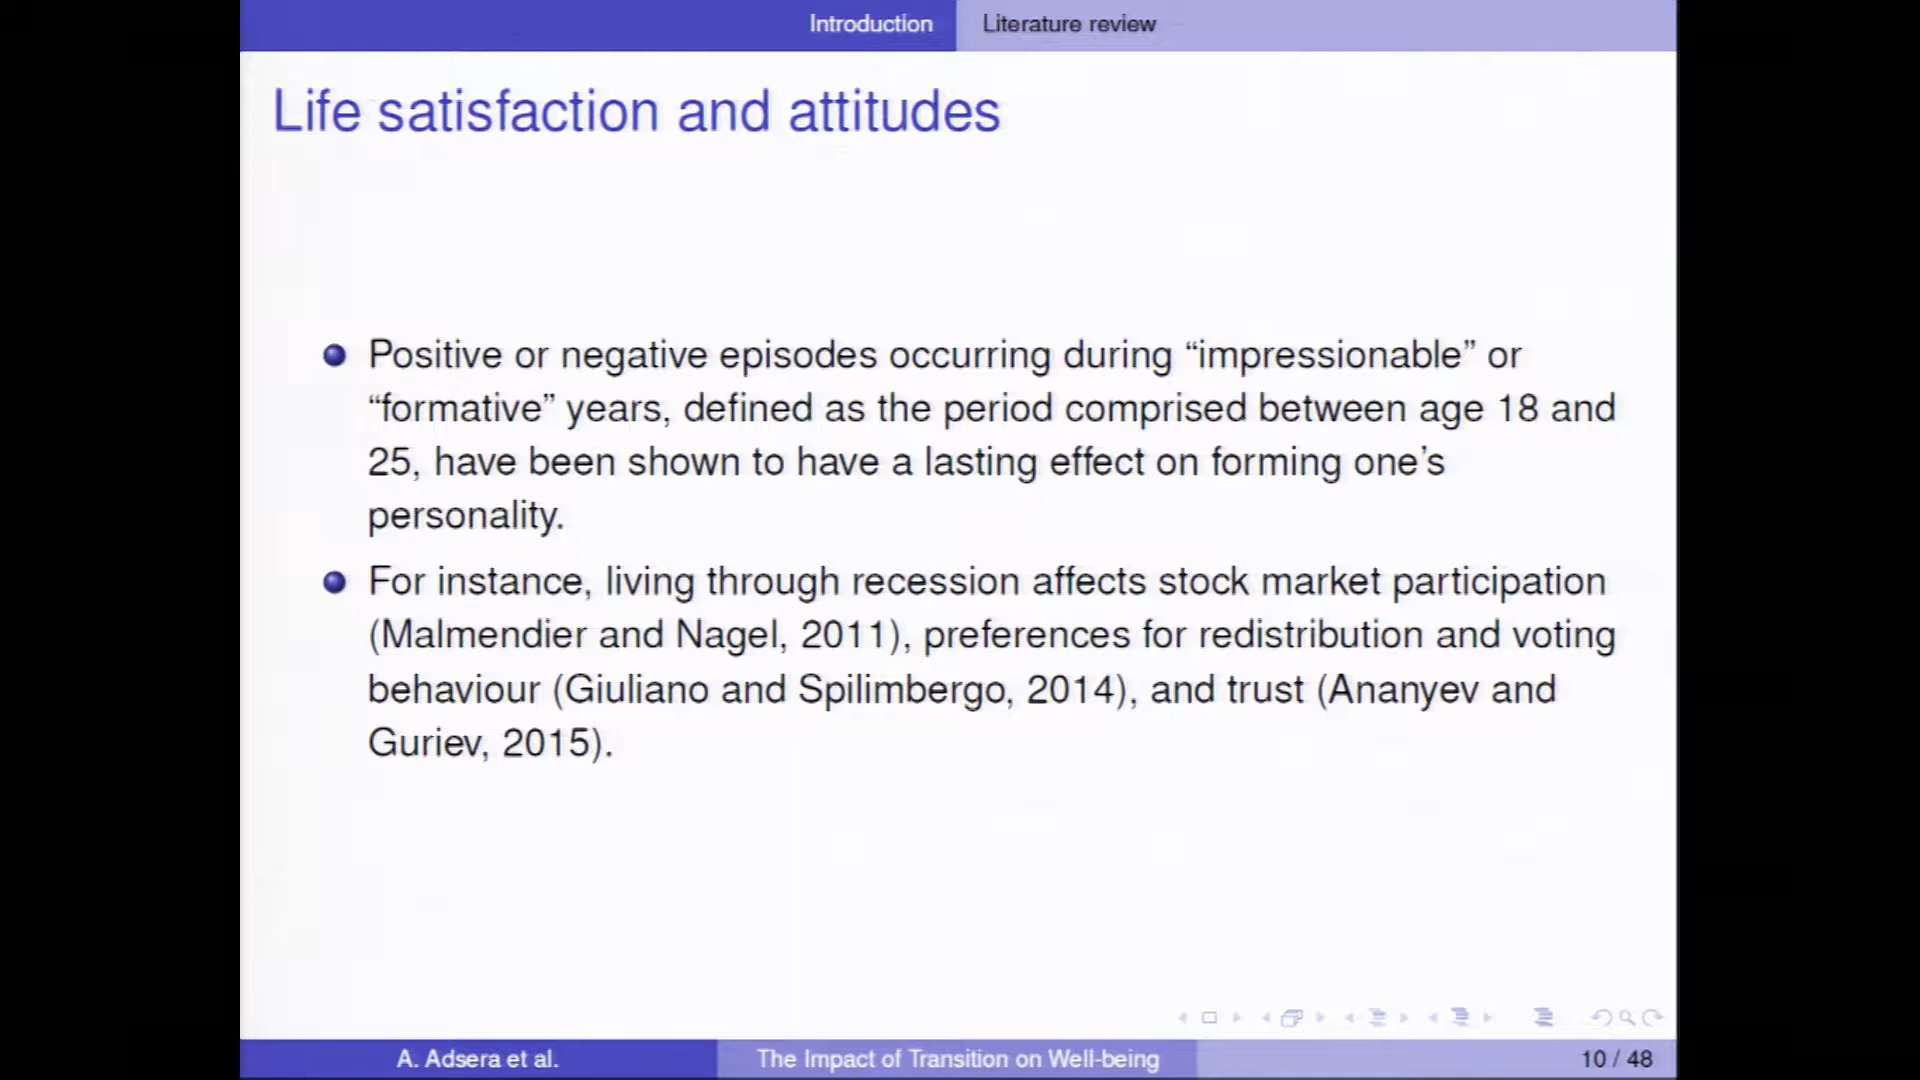 Introduction Literature review
Life satisfaction and attitudes
Positive or negative episodes occurring during “impressionable” or
“formative” years, defined as the period comprised between age 18 and
25, have been shown to have a lasting effect on forming one’s
personality.
For instance, living through recession affects stock market participation
(Malmendier and Nagel, 2011), preferences for redistribution and voting
behaviour (Giuliano and Spilimbergo, 2014), and trust (Ananyev and
Guriev, 2015).
A. Adsera et al. The Impact of Transition on Well-being 10 / 48